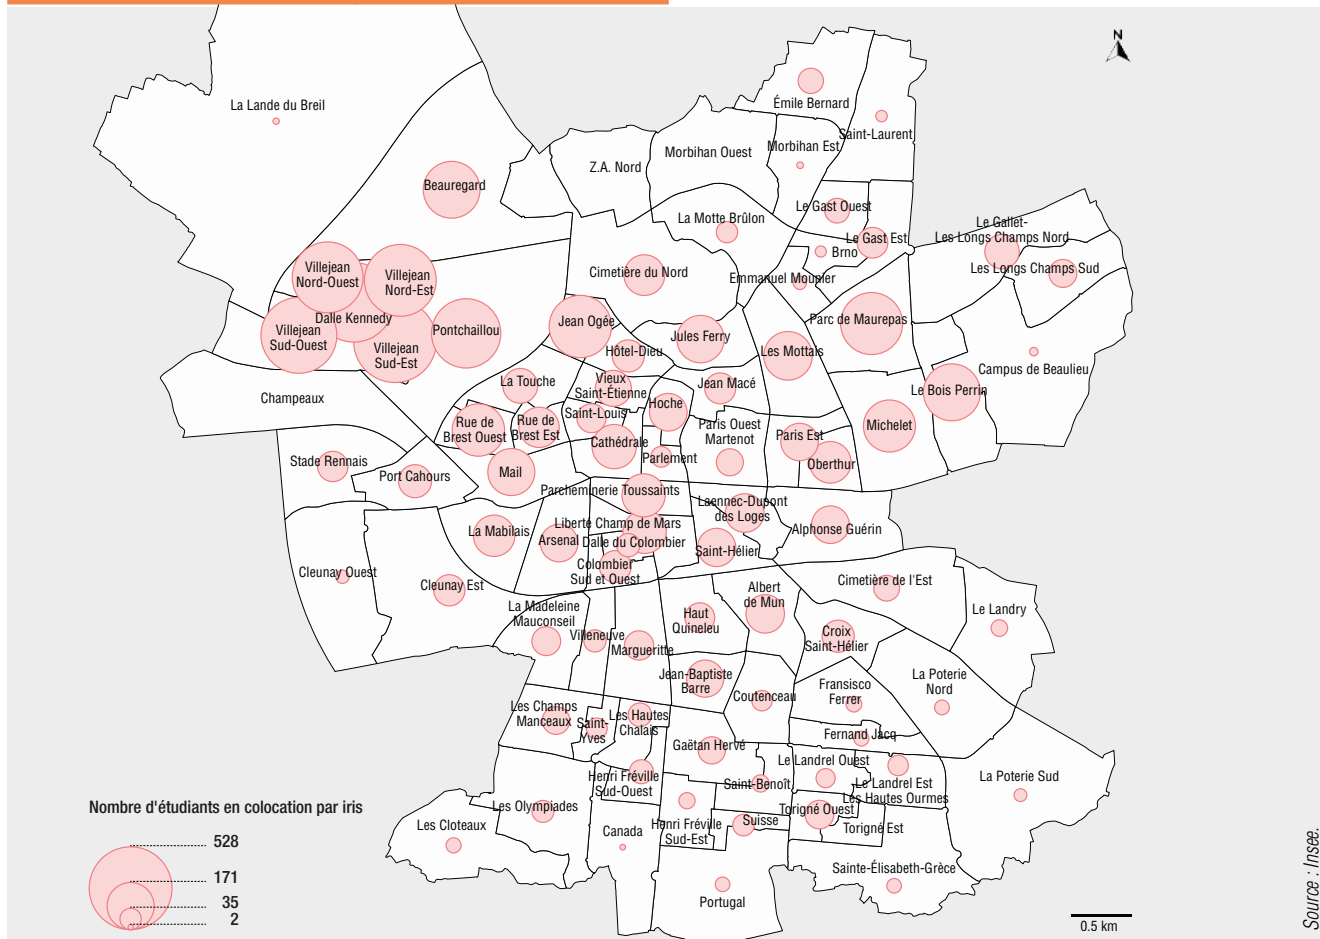 N
Émile Bernard
La Lande du Breil
Saint-Laurent
Morbihan Est
Morbihan Ouest
Z.A. Nord
Beauregard
Le Gast Ouest
La Motte Brûlon
Le Gallet-
Les Longs Champs Nord
Le Gast Est
Brno
Villejean
Nord-Ouest
Villejean
Nord-Est
Cimetière du Nord
Emmanuel Mounier
Les Longs Champs Sud
Dalle Kennedy
Pontchaillou
Jean Ogée
Parc de Maurepas
Villejean
Sud-Ouest
Villejean
Sud-Est
Jules Ferry
Hôtel-Dieu
Les Mottais
Campus de Beaulieu
La Touche
Vieux
Saint-Étienne
Jean Macé
Le Bois Perrin
Champeaux
Hoche
Saint-Louis
Rue de
Brest Ouest
Rue de
Brest Est
Paris Ouest
Martenot
Michelet
Paris Est
Cathédrale
Parlement
Oberthur
Stade Rennais
Port Cahours
Mail
Parcheminerie Toussaints
Laennec-Dupont
des Loges
Liberté Champ de Mars
La Mabilais
Arsenal
Dalle du Colombier
Saint-Hélier
Alphonse Guérin
Colombier
Sud et Ouest
Cleunay Ouest
Cleunay Est
Cimetière de l'Est
Albert
de Mun
La Madeleine
Mauconseil
Le Landry
Haut
Quineleu
Villeneuve
Margueritte
Croix
Saint-Hélier
Jean-Baptiste
Barre
La Poterie
Nord
Coutenceau
Fransisco
Ferrer
Les Champs
Manceaux
Saint-
Yves
Les Hautes
Chalais
Fernand Jacq
Gaëtan Hervé
Le Landrel Ouest
Henri Fréville
Sud-Ouest
Saint-Benoît
Le Landrel Est
Les Hautes Ourmes
La Poterie Sud
Les Olympiades
Torigné Ouest
Les Cloteaux
Canada
Henri Fréville
Sud-Est
Suisse
Torigné Est
Sainte-Élisabeth-Grèce
Portugal
Nombre d'étudiants en colocation par iris
528
171
35
2
0.5 km
Source : Insee.